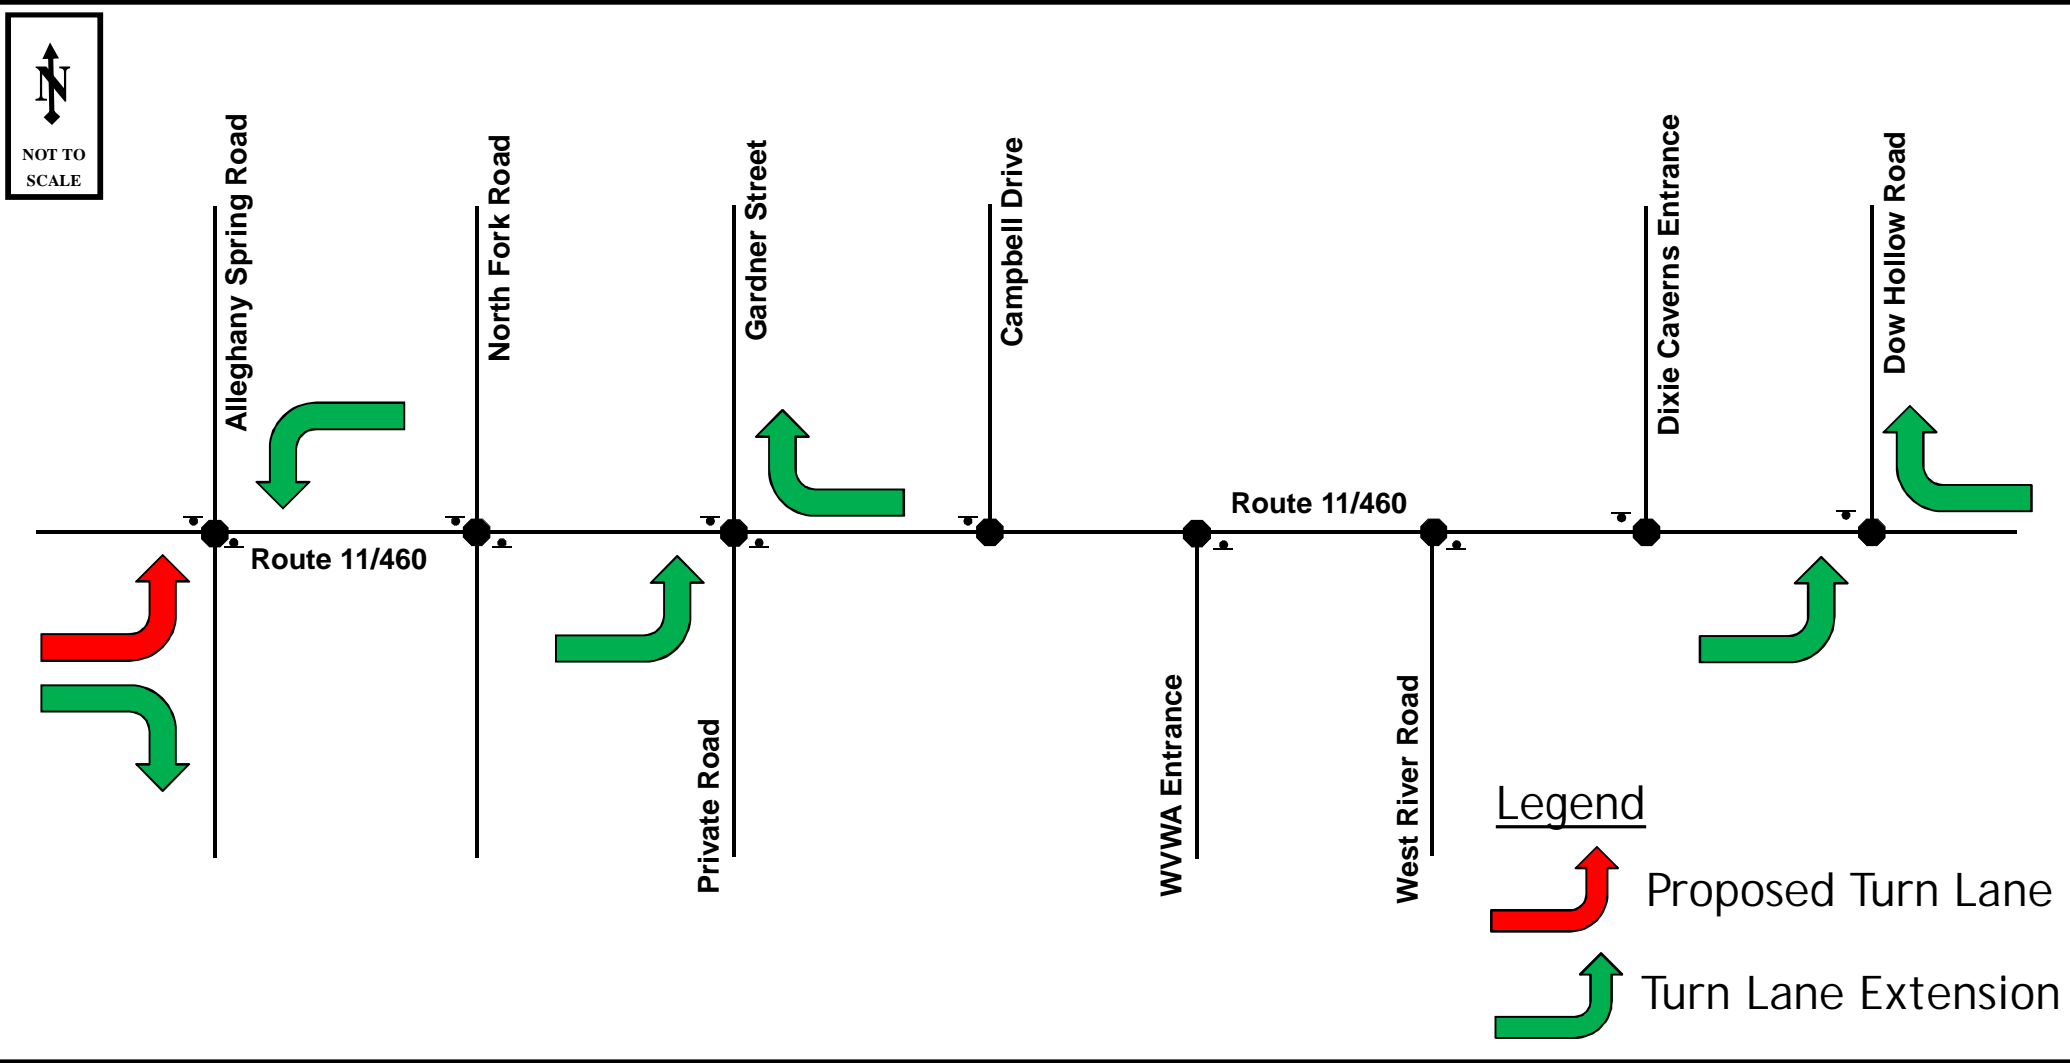 N
NOT TO
SCALE
Alleghany Spring Road
North Fork Road
Gardner Street
Campbell Drive
Dixie Caverns Entrance
Dow Hollow Road
Route 11/460
Route 11/460
Private Road
WVWA Entrance
West River Road
Legend
Proposed Turn Lane
Turn Lane Extension